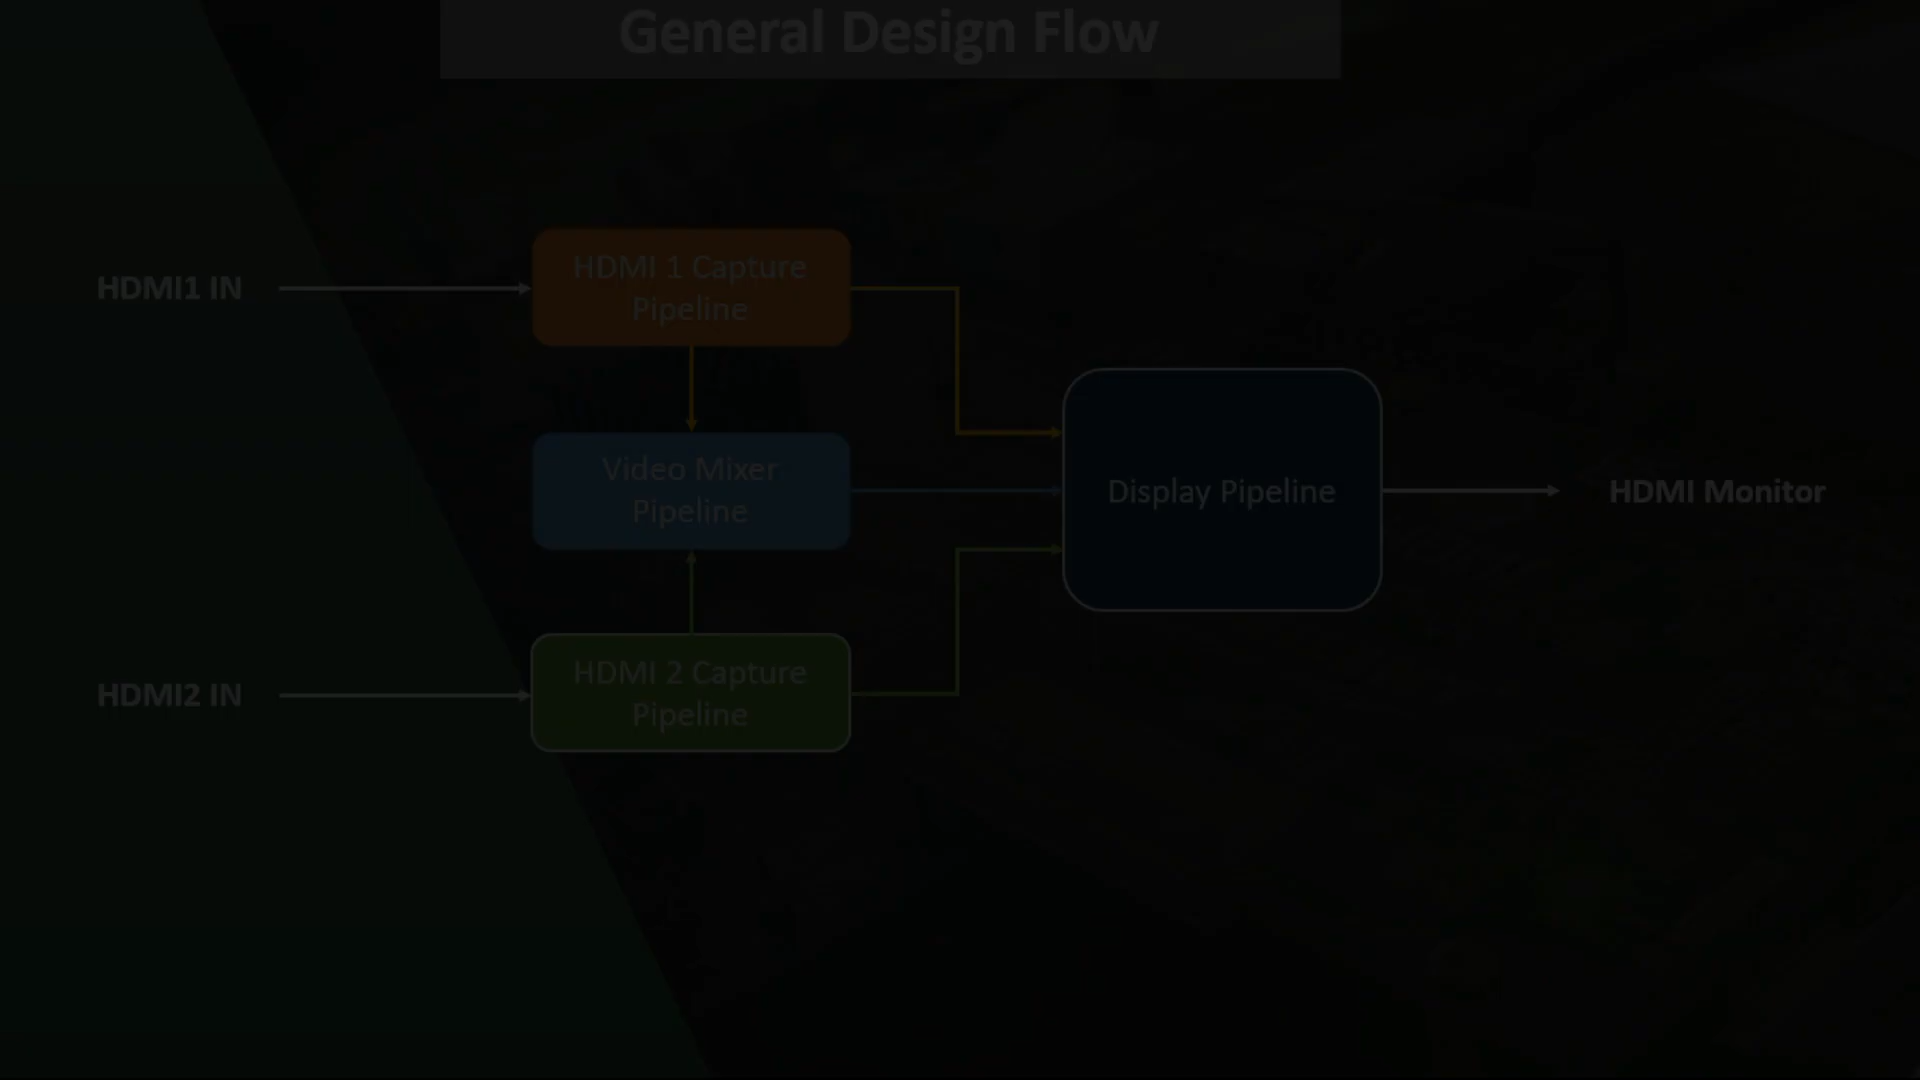 General Design Flow
HDMI1 IN
HDMI 1 Capture
Pipeline
Video Mixer
Pipeline
Display Pipeline
HDMI Monitor
HDMI2 IN
HDMI 2 Capture
Pipeline